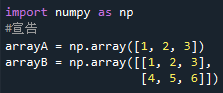 import numpy as np
#宣告
arrayA = np.array([1, 2, 3])
arrayB = np.array([[1, 2, 3],
[4, 5, 6]])